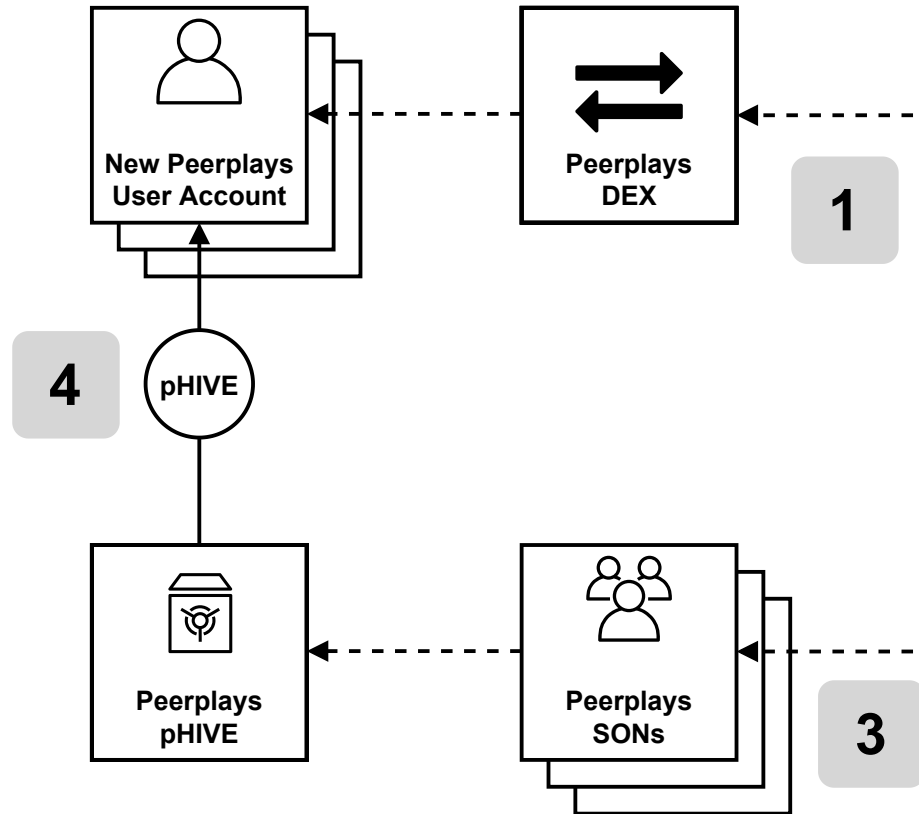 New Peerplays
User Account
Peerplays
DEX
1
4
pHIVE
Peerplays
pHIVE
Peerplays
SONs
3